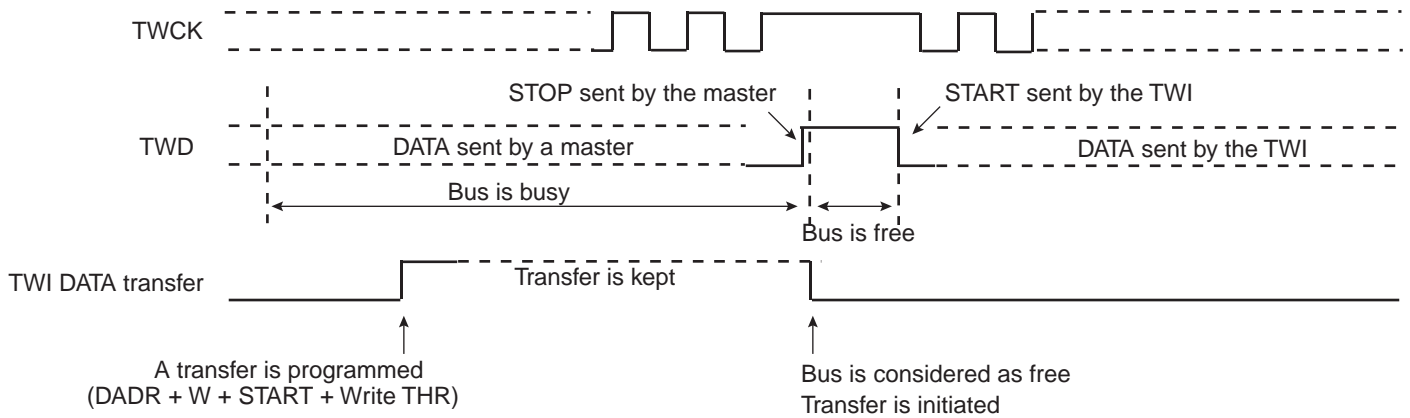 TWCK
STOP sent by the master
START sent by the TWI
TWD
DATA sent by a master
DATA sent by the TWI
Bus is busy
Bus is free
TWI DATA transfer
Transfer is kept
A transfer is programmed
(DADR + W + START + Write THR)
Bus is considered as free
Transfer is initiated